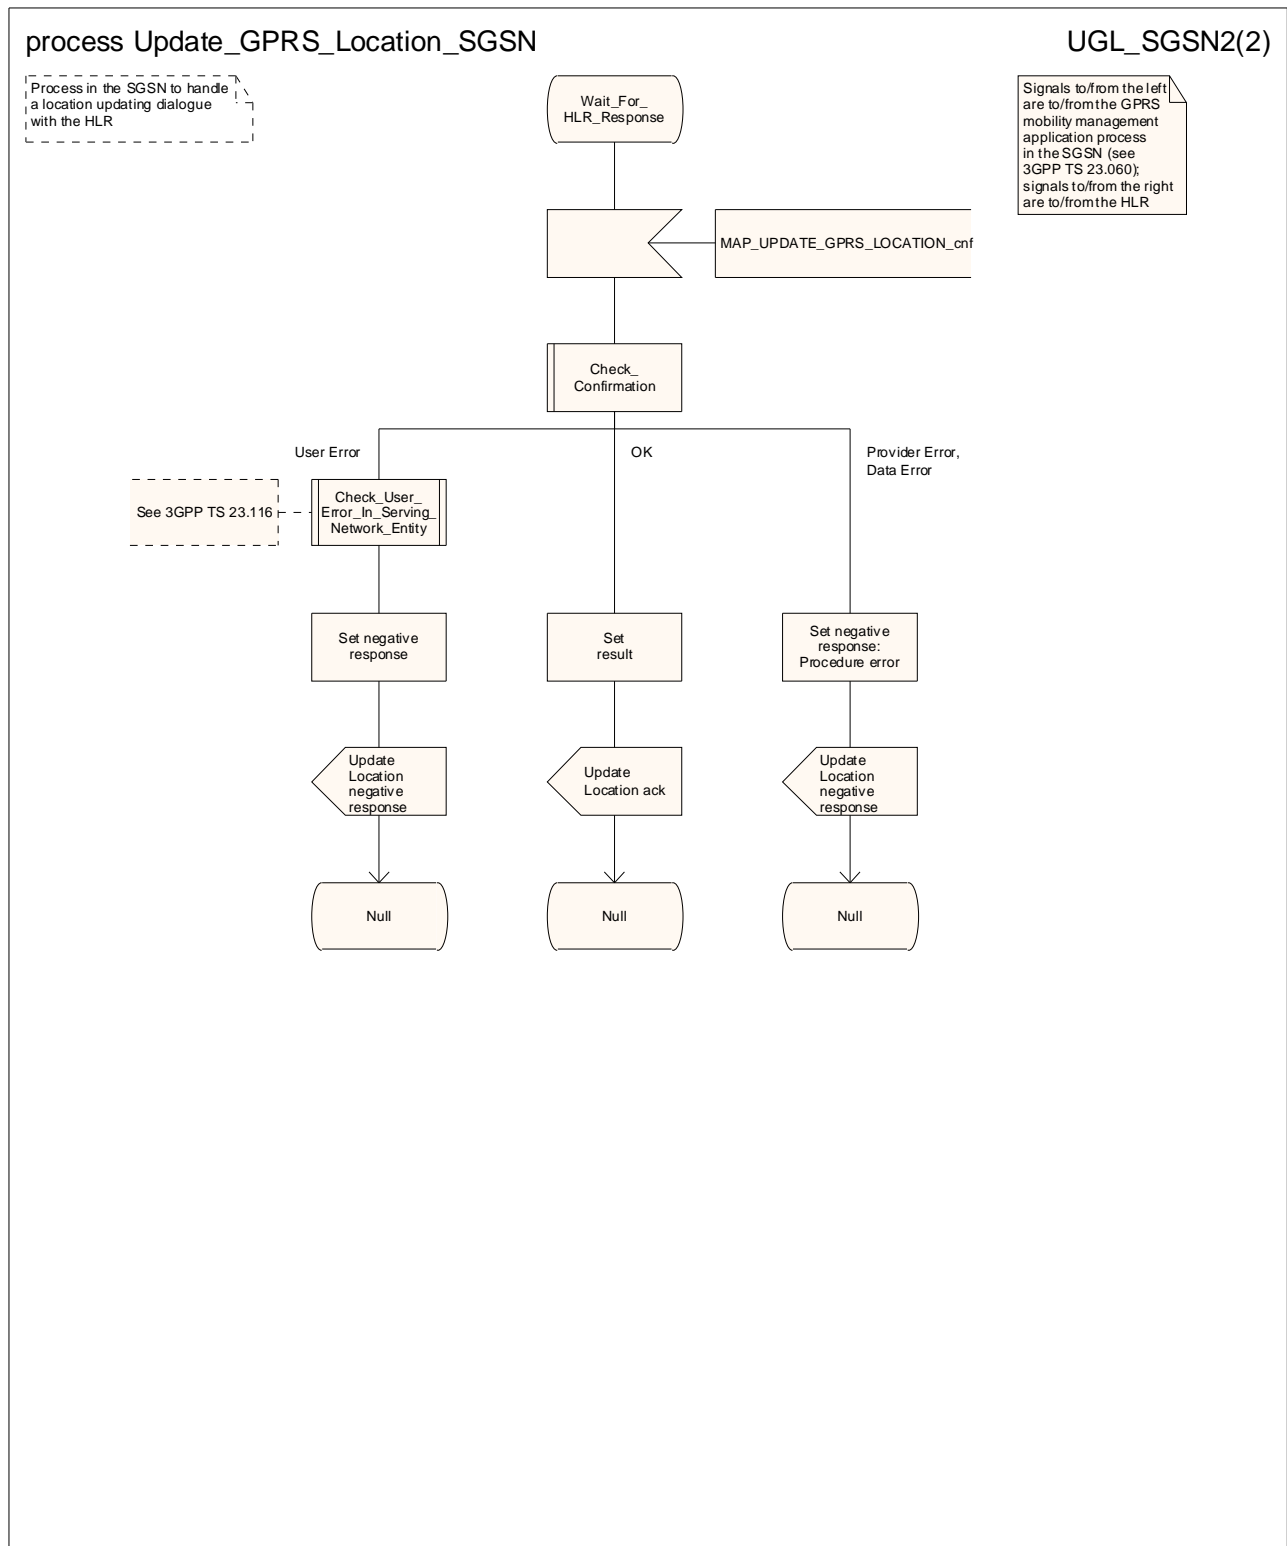 process Update_GPRS_Location_SGSN
UGL_SGSN2(2)
Process in the SGSN to handle
a location updating dialogue
with the HLR
Wait_For_
HLR_Response
Signals to/from the left
are to/from the GPRS
mobility management
application process
in the SGSN (see
3GPP TS 23.060);
signals to/from the right
are to/from the HLR
MAP_UPDATE_GPRS_LOCATION_cnf
Check_
Confirmation
User Error
OK
Provider Error,
Data Error
See 3GPP TS 23.116
Check_User_
Error_In_Serving_
Network_Entity
Set negative
response
Set
result
Set negative
response:
Procedure error
Update
Location
negative
response
Update
Location ack
Update
Location
negative
response
Null
Null
Null